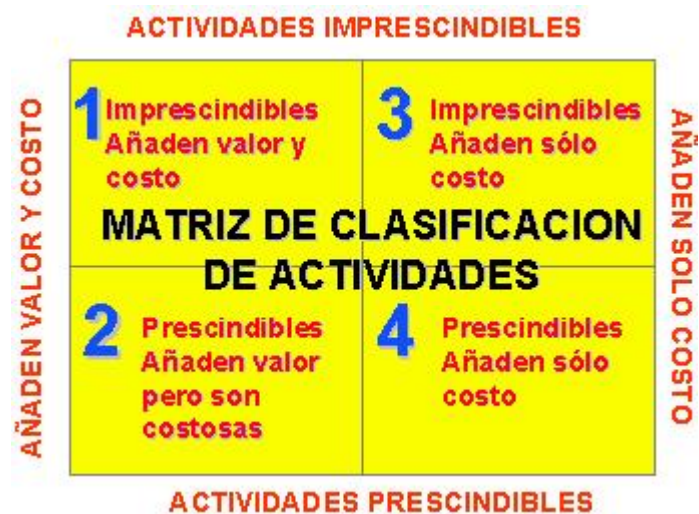 ACTIVIDADES IMPRESCINDIBLES
AÑADEN VALOR Y COSTO
1
Imprescindibles
Añaden valor y
costo
3
Imprescindibles
Añaden sólo
costo
AÑADEN SOLO COSTO
MATRIZ DE CLASIFICACION
DE ACTIVIDADES
2
Prescindibles
Añaden valor
pero son
costosas
4
Prescindibles
Añaden sólo
costo
ACTIVIDADES PRESCINDIBLES